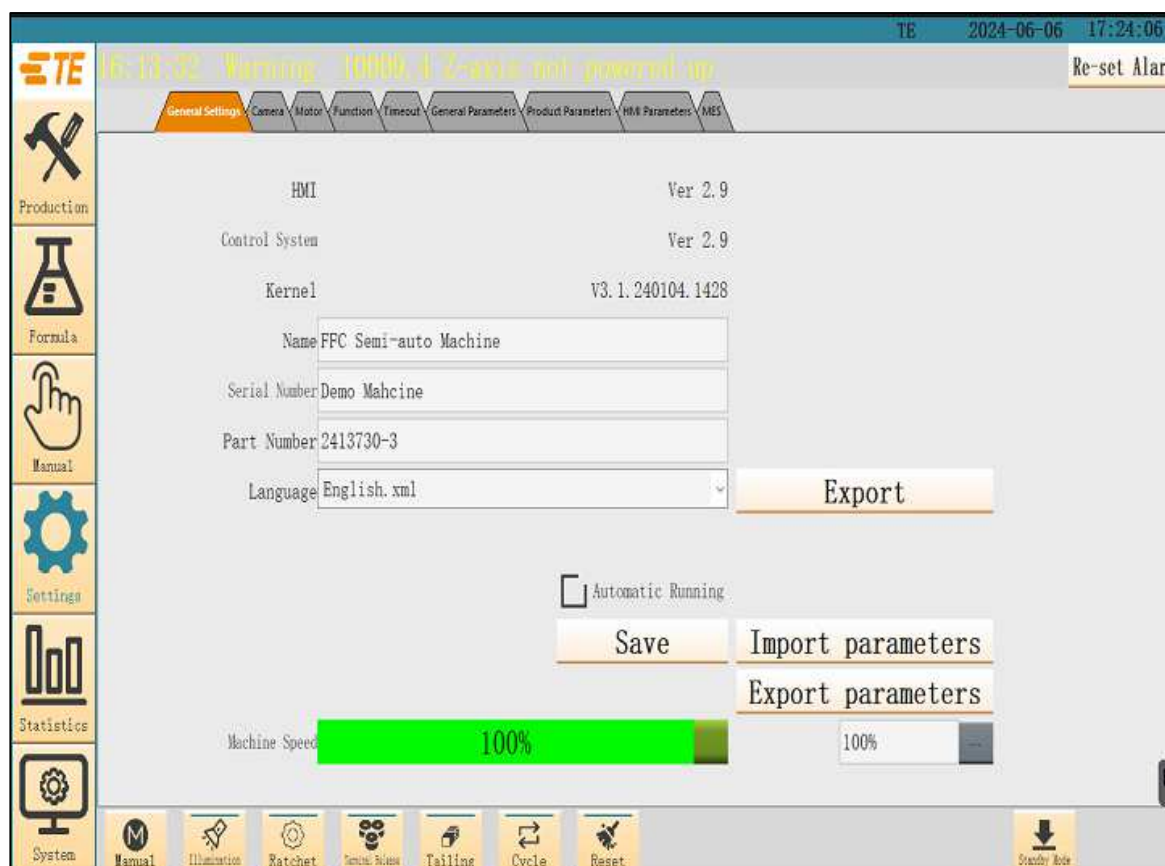 TE 2024-06-06 17:24:06
TE
16:13:32 Warning 10009.4 Z-axis not powered up
Re-set Alar
General Settings Camera Motor Function Timeout General Parameters Product Parameters HMI Parameters MES
Production
HMI Ver 2.9
Control System Ver 2.9
Kernel V3.1.240104.1428
Formula
Name FFC Semi-auto Machine
Serial Number Demo Mahcine
Part Number 2413730-3
Manual
Language English.xml Export
Settings
Automatic Running
Save Import parameters
Export parameters
Statistics
Machine Speed 100% 100% ...
System
Manual Illumination Ratchet Terminal Release Tailing Cycle Reset Standby Mode